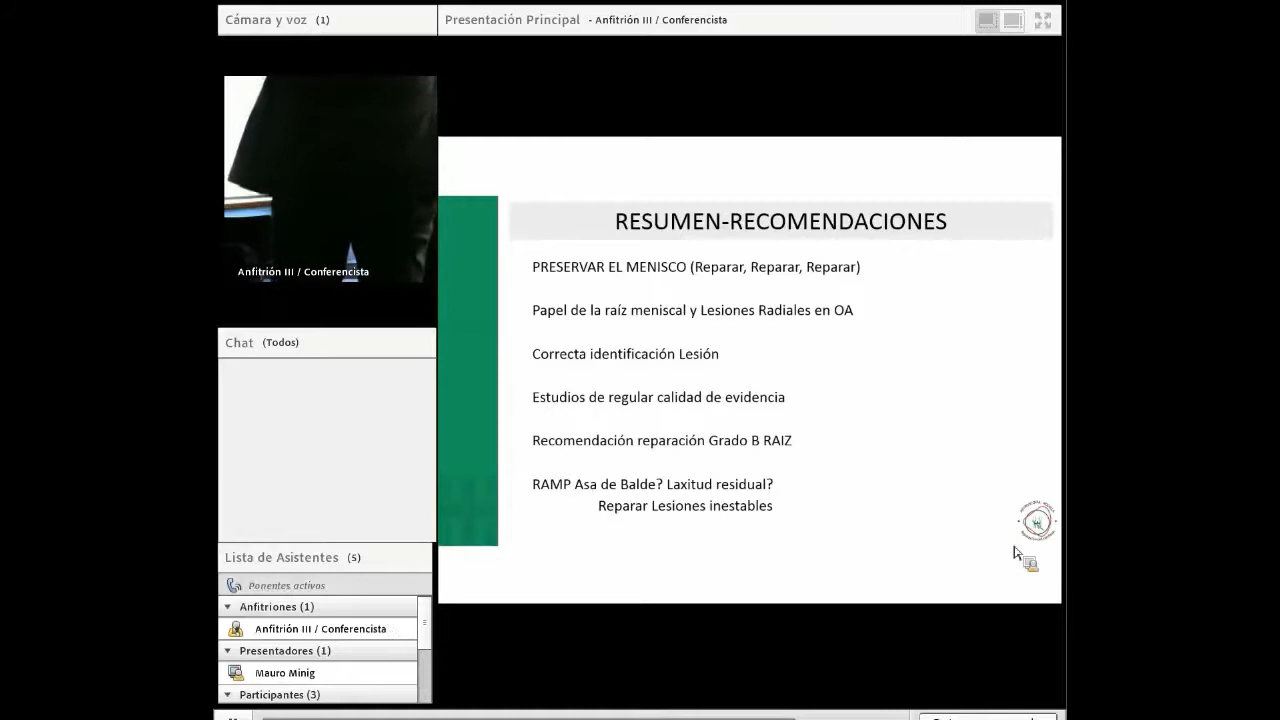 Cámara y voz (1)
Presentación Principal - Anfitrión III / Conferencista
Anfitrión III / Conferencista
RESUMEN-RECOMENDACIONES
PRESERVAR EL MENISCO (Reparar, Reparar, Reparar)
Papel de la raíz meniscal y Lesiones Radiales en OA
Correcta identificación Lesión
Estudios de regular calidad de evidencia
Recomendación reparación Grado B RAIZ
RAMP Asa de Balde? Laxitud residual?
Reparar Lesiones inestables
Chat (Todos)
Lista de Asistentes (5)
Ponentes activos
Anfitriones (1)
Anfitrión III / Conferencista
Presentadores (1)
Mauro Minig
Participantes (3)